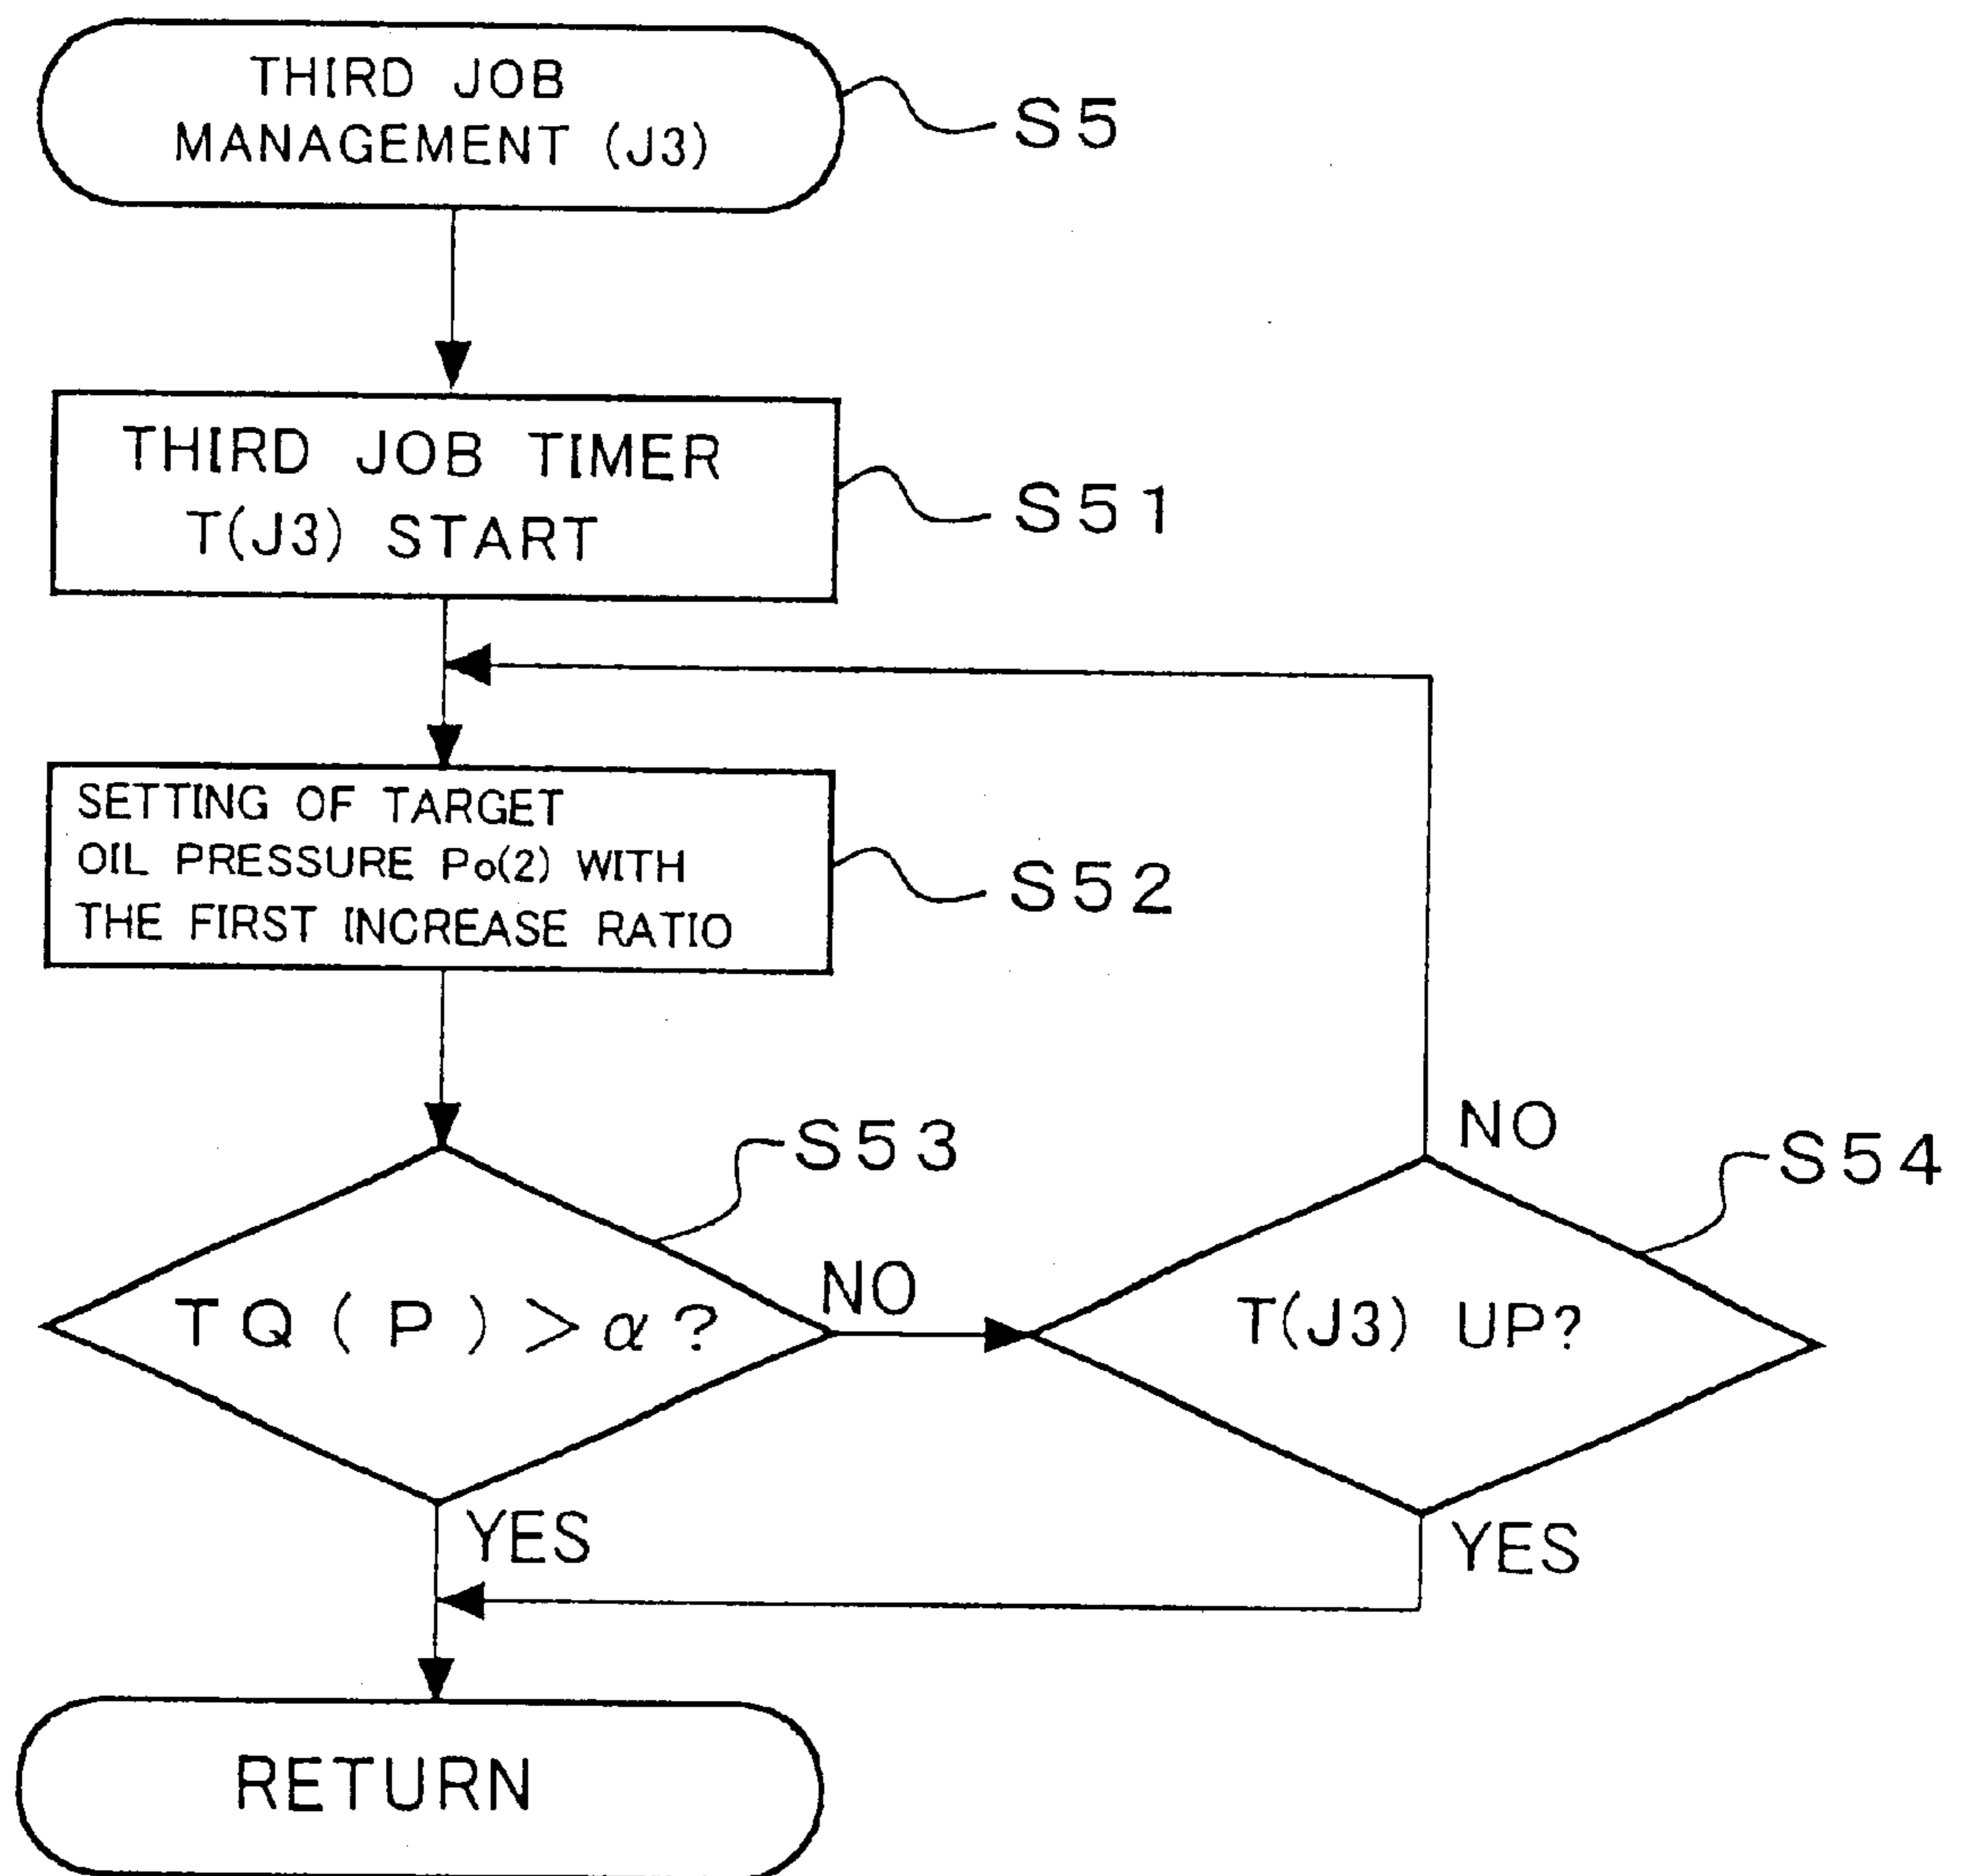 THIRD JOB
MANAGEMENT (J3)
S5
THIRD JOB TIMER
T(J3) START
S51
SETTING OF TARGET
OIL PRESSURE Po(2) WITH
THE FIRST INCREASE RATIO
S52
S53
TQ(P)>α?
NO
S54
T(J3) UP?
NO
YES
YES
RETURN